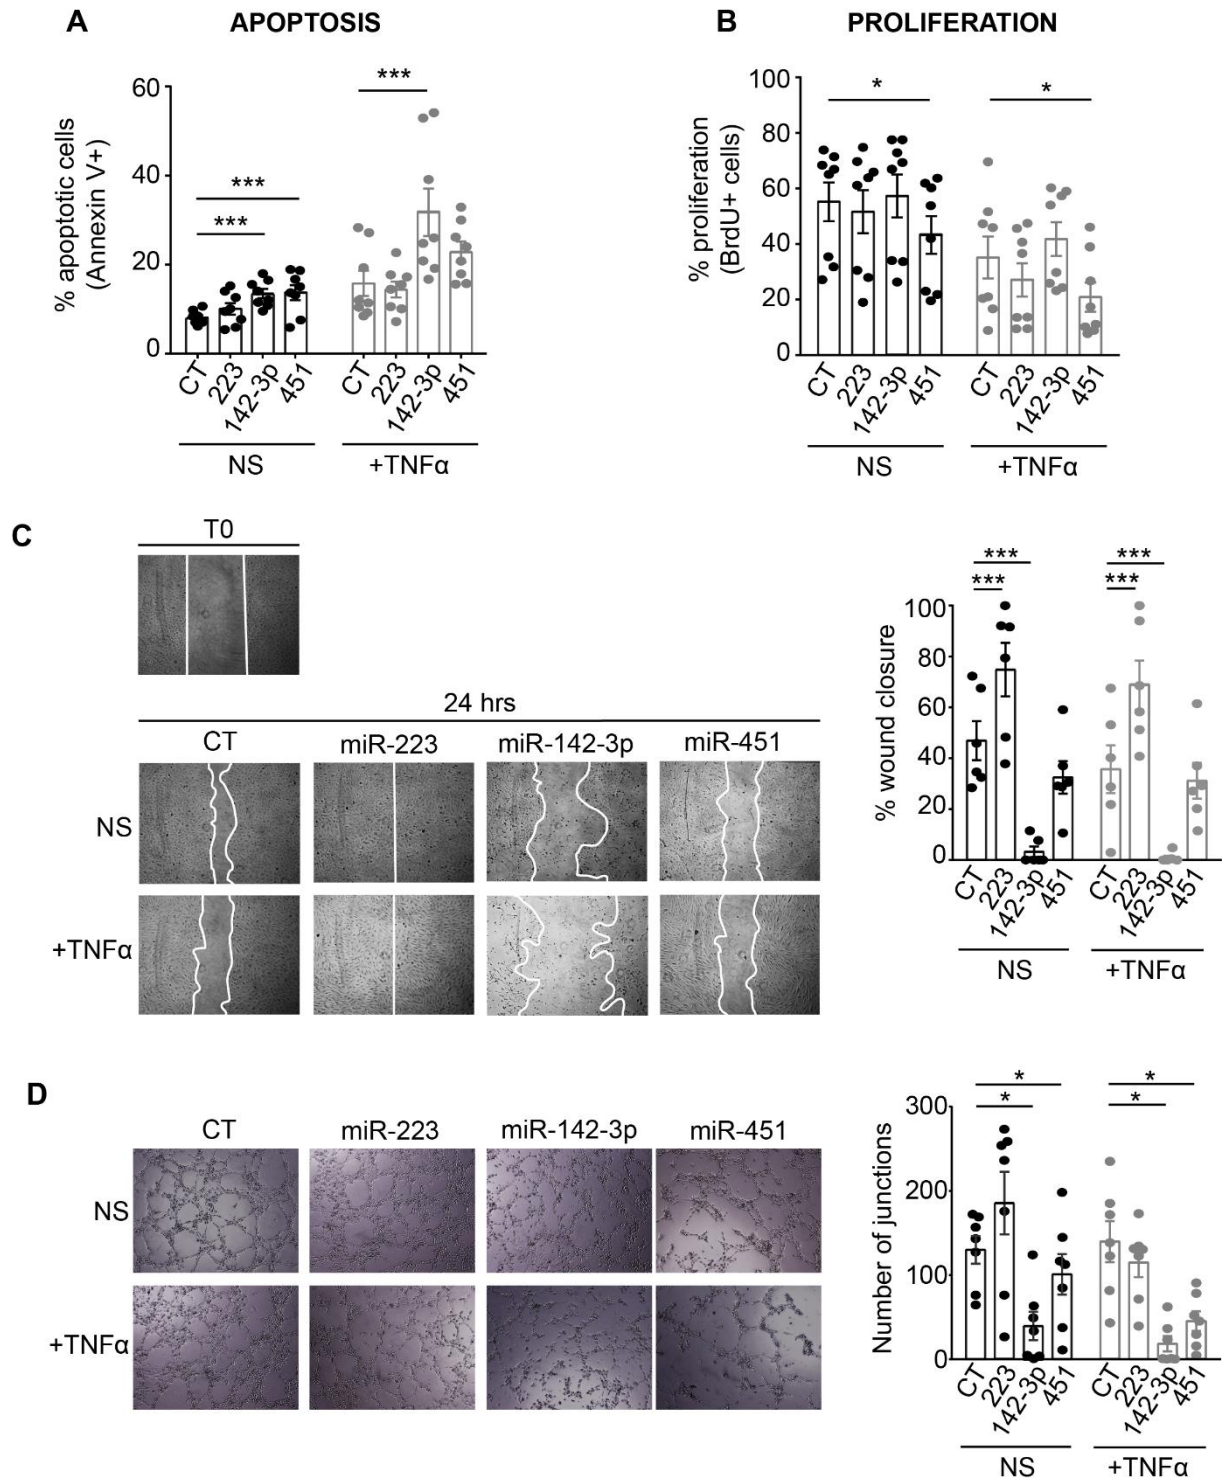 A
APOPTOSIS
% apoptotic cells
(Annexin V+)
60
40
20
0
***
***
***
CT
223
142-3p
451
CT
223
142-3p
451
NS
+TNFα
B
PROLIFERATION
% proliferation
(BrdU+ cells)
100
80
60
40
20
0
*
*
CT
223
142-3p
451
CT
223
142-3p
451
NS
+TNFα
C
T0
24 hrs
CT
miR-223
miR-142-3p
miR-451
NS
+TNFα
% wound closure
100
80
60
40
20
0
***
***
***
***
CT
223
142-3p
451
CT
223
142-3p
451
NS
+TNFα
D
CT
miR-223
miR-142-3p
miR-451
NS
+TNFα
Number of junctions
300
200
100
0
*
*
*
*
CT
223
142-3p
451
CT
223
142-3p
451
NS
+TNFα